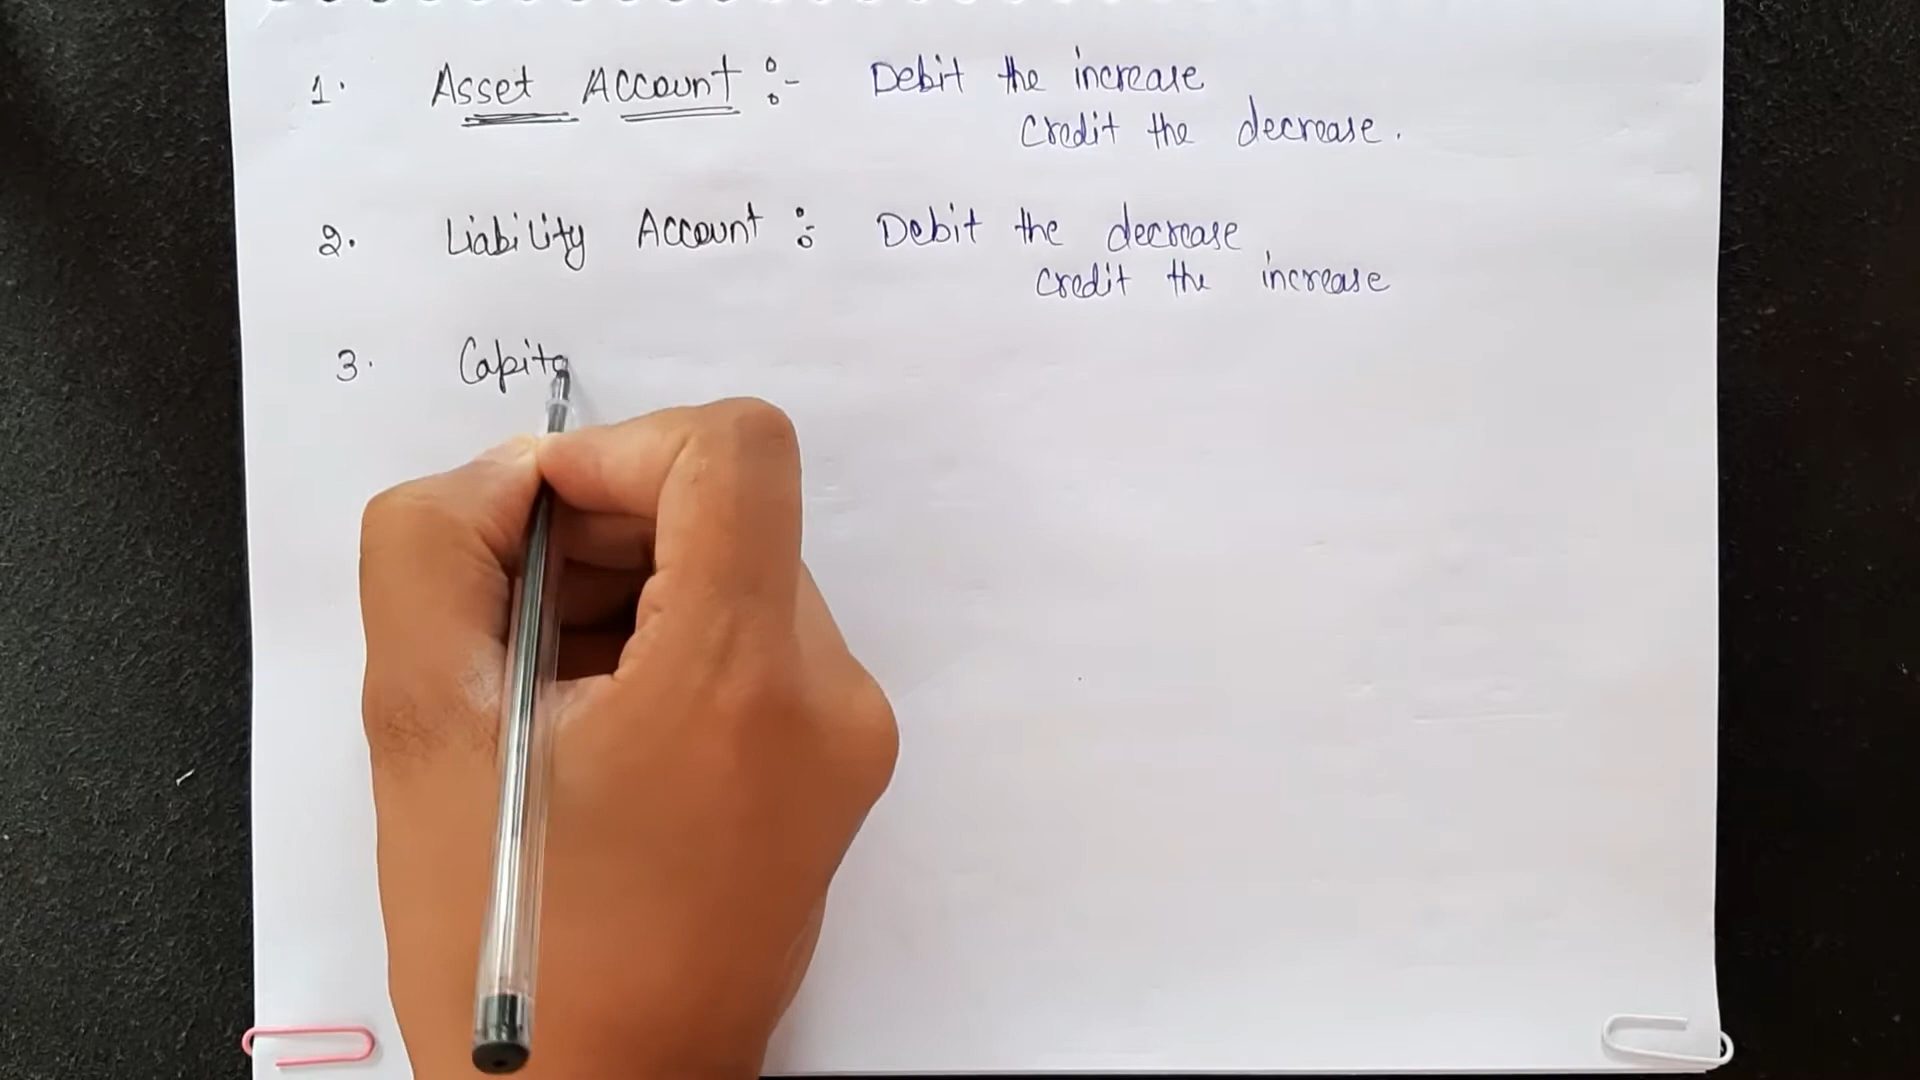 1. Asset Account :- Debit the increase
Credit the decrease.
2. Liability Account :- Debit the decrease
Credit the increase
3. Capita